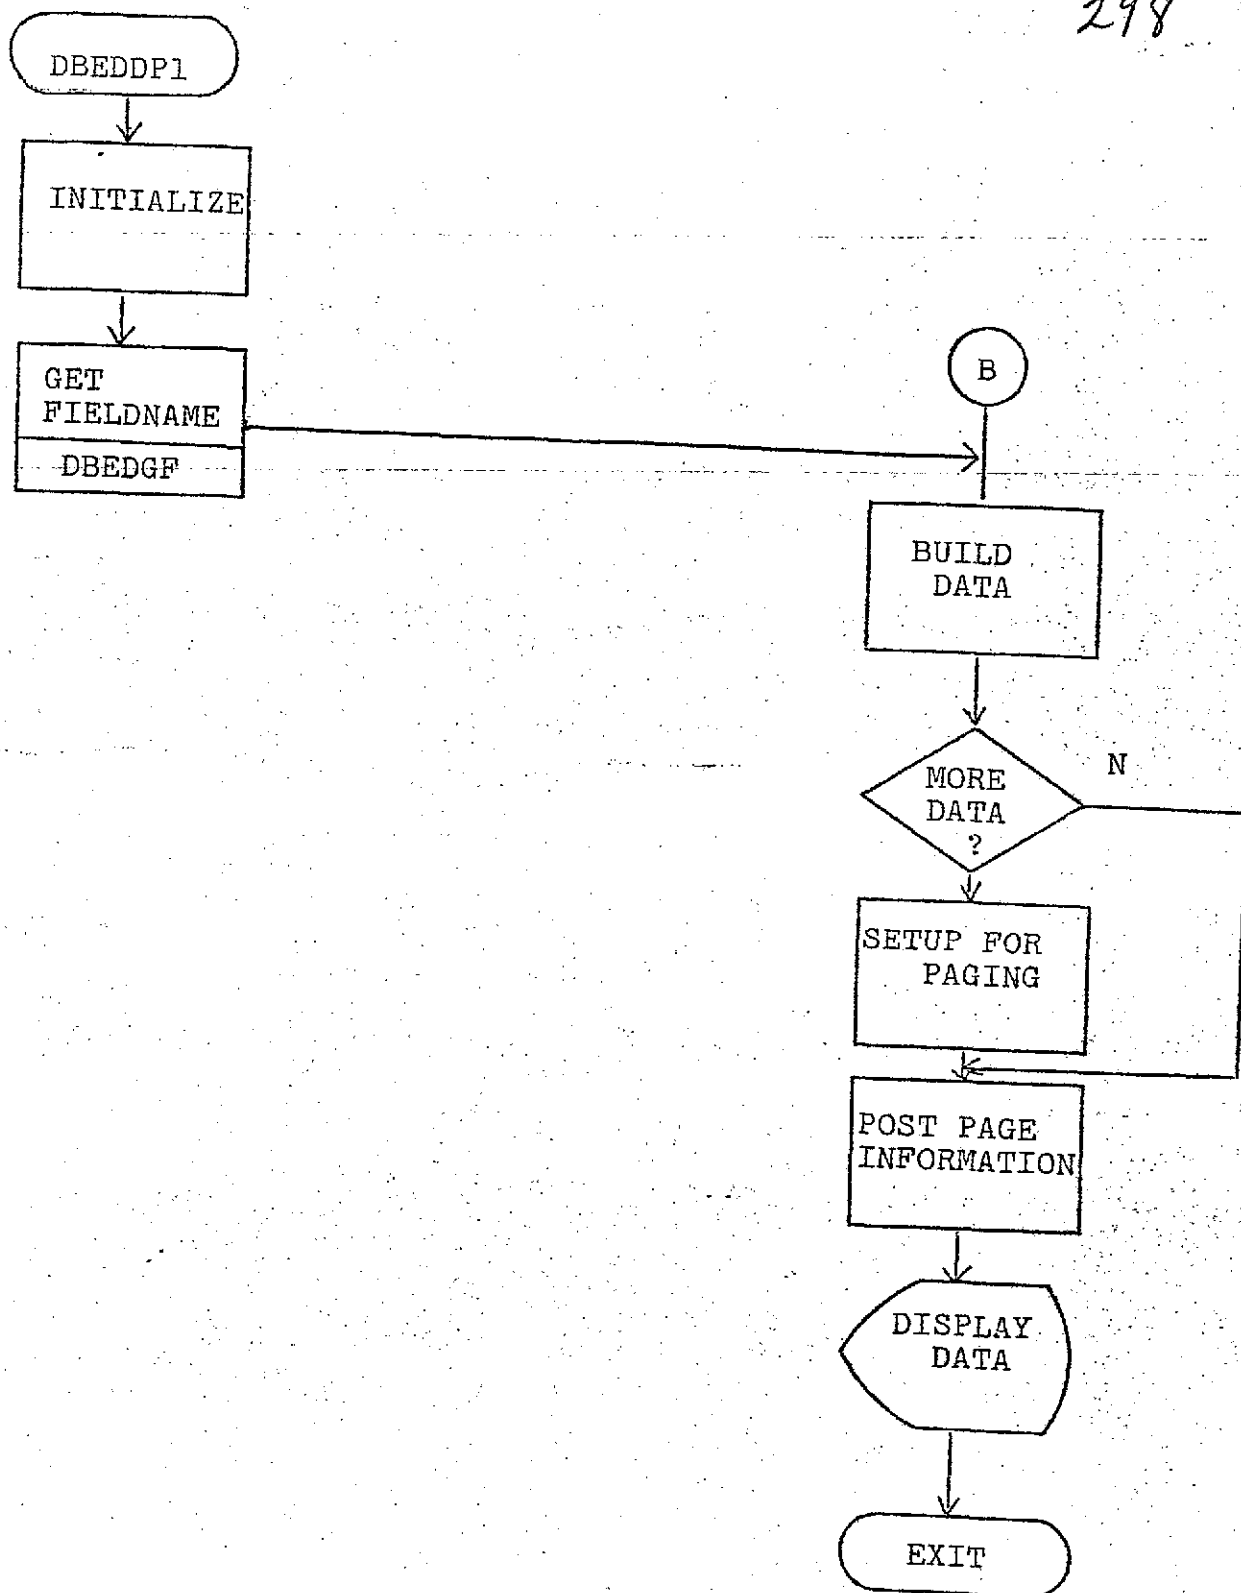 298
DBEDDP1
INITIALIZE
GET
FIELDNAME
DBEDGF
B
BUILD
DATA
MORE
DATA
?
N
SETUP FOR
PAGING
POST PAGE
INFORMATION
DISPLAY
DATA
EXIT